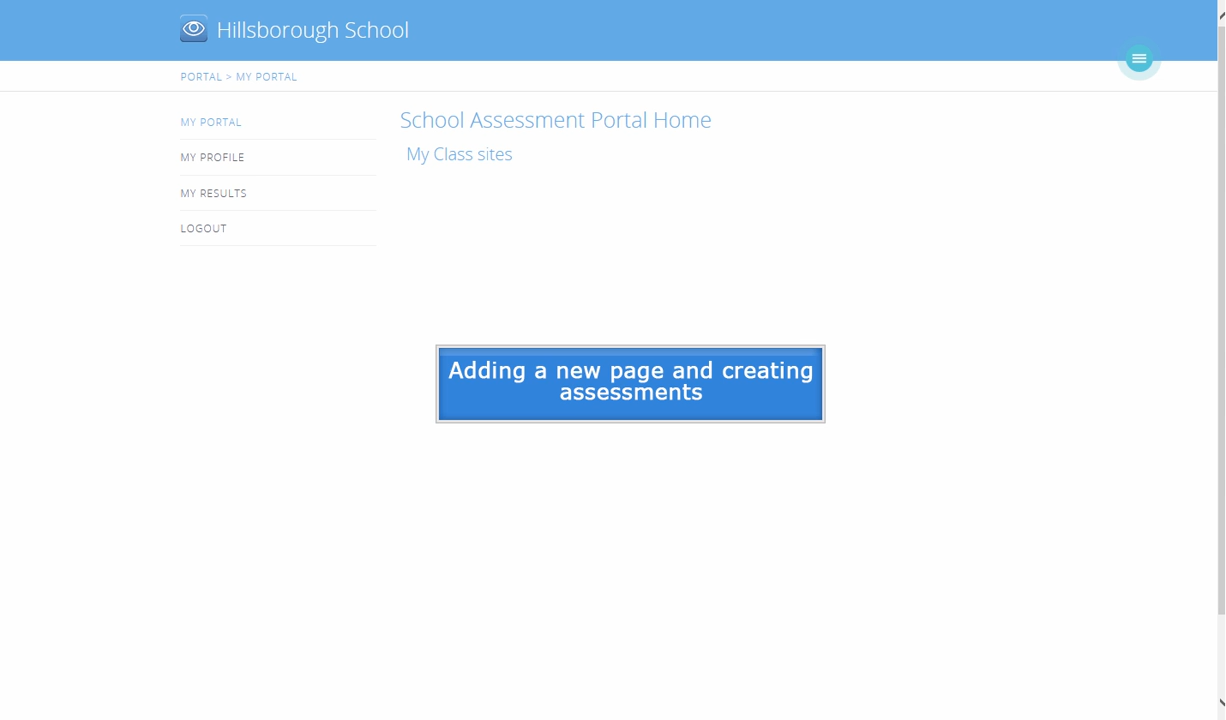 Hillsborough School
PORTAL > MY PORTAL
MY PORTAL
MY PROFILE
MY RESULTS
LOGOUT
School Assessment Portal Home
My Class sites
Adding a new page and creating
assessments